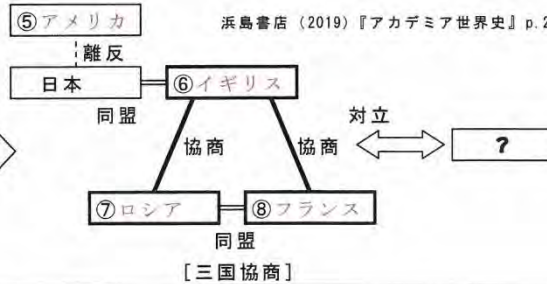 ⑤アメリカ
浜島書店（2019）『アカデミア世界史』p.2
離反
日本
⑥イギリス
同盟
対立
協商
協商
?
⑦ロシア
⑧フランス
同盟
[三国協商]